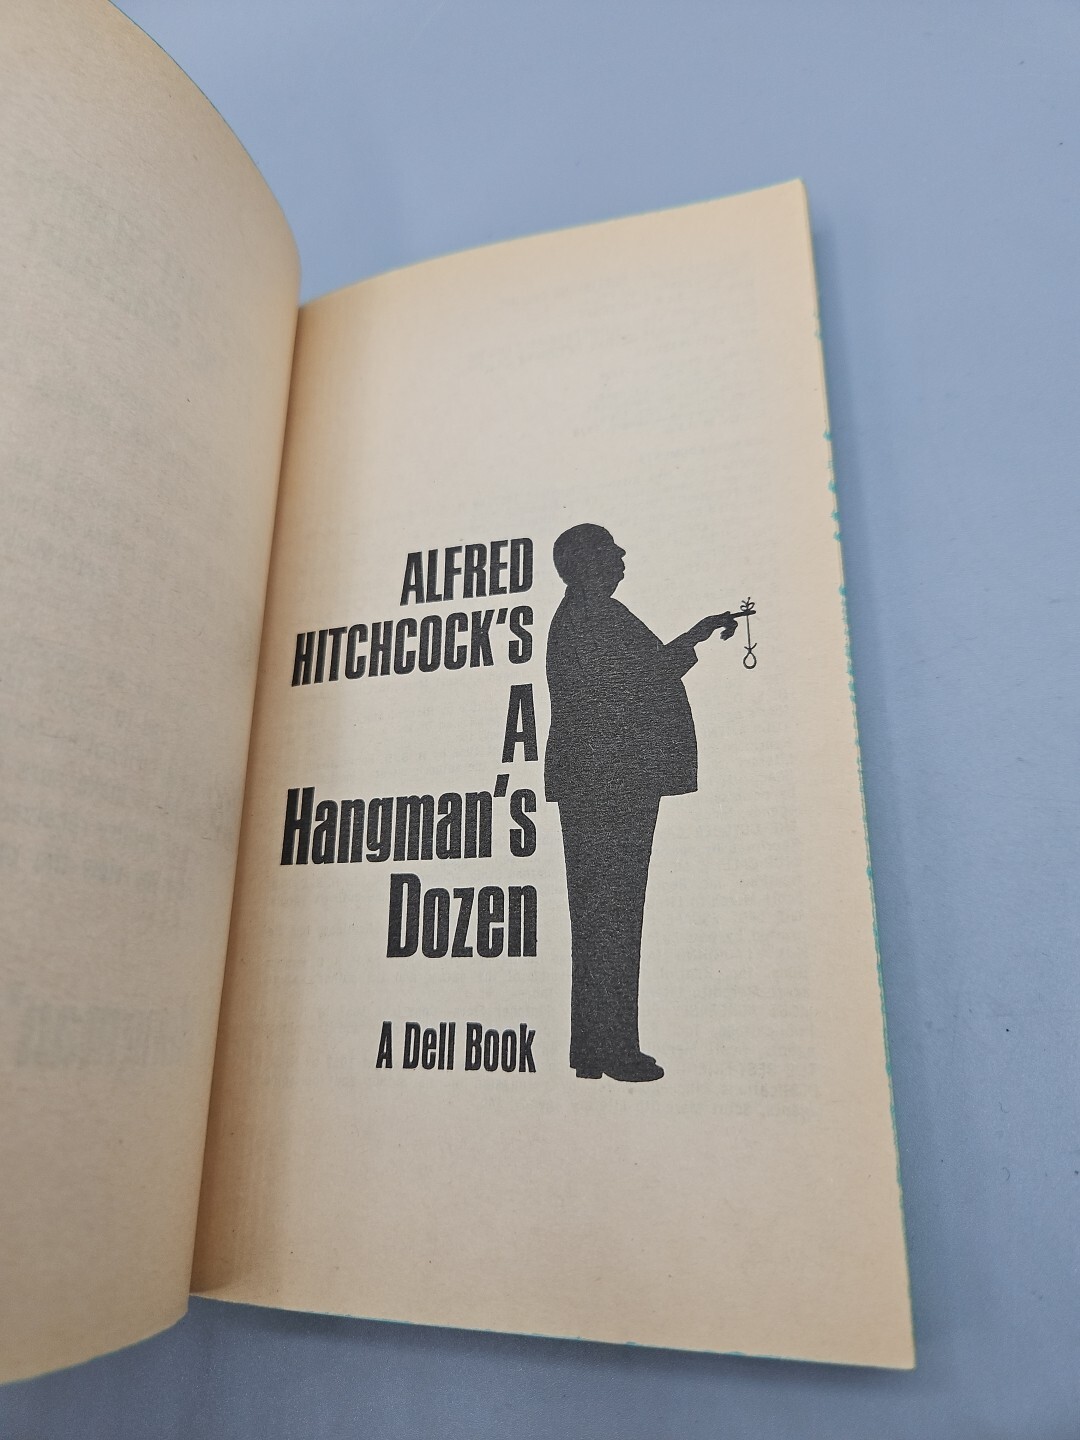 ALFRED
HITCHCOCK'S
A
Hangman's
Dozen
A Dell Book